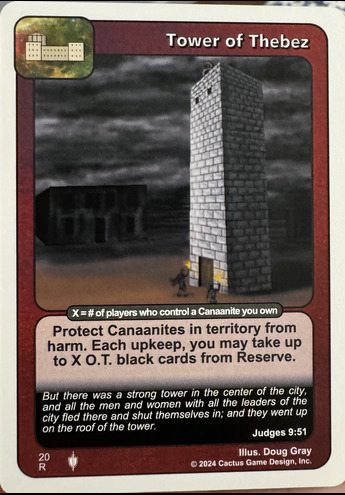 Tower of Thebez
X = # of players who control a Canaanite you own
Protect Canaanites in territory from
harm. Each upkeep, you may take up
to X O.T. black cards from Reserve.
But there was a strong tower in the center of the city,
and all the men and women with all the leaders of the
city fled there and shut themselves in; and they went up
on the roof of the tower.
Judges 9:51
20
R
Illus. Doug Gray
© 2024 Cactus Game Design, Inc.